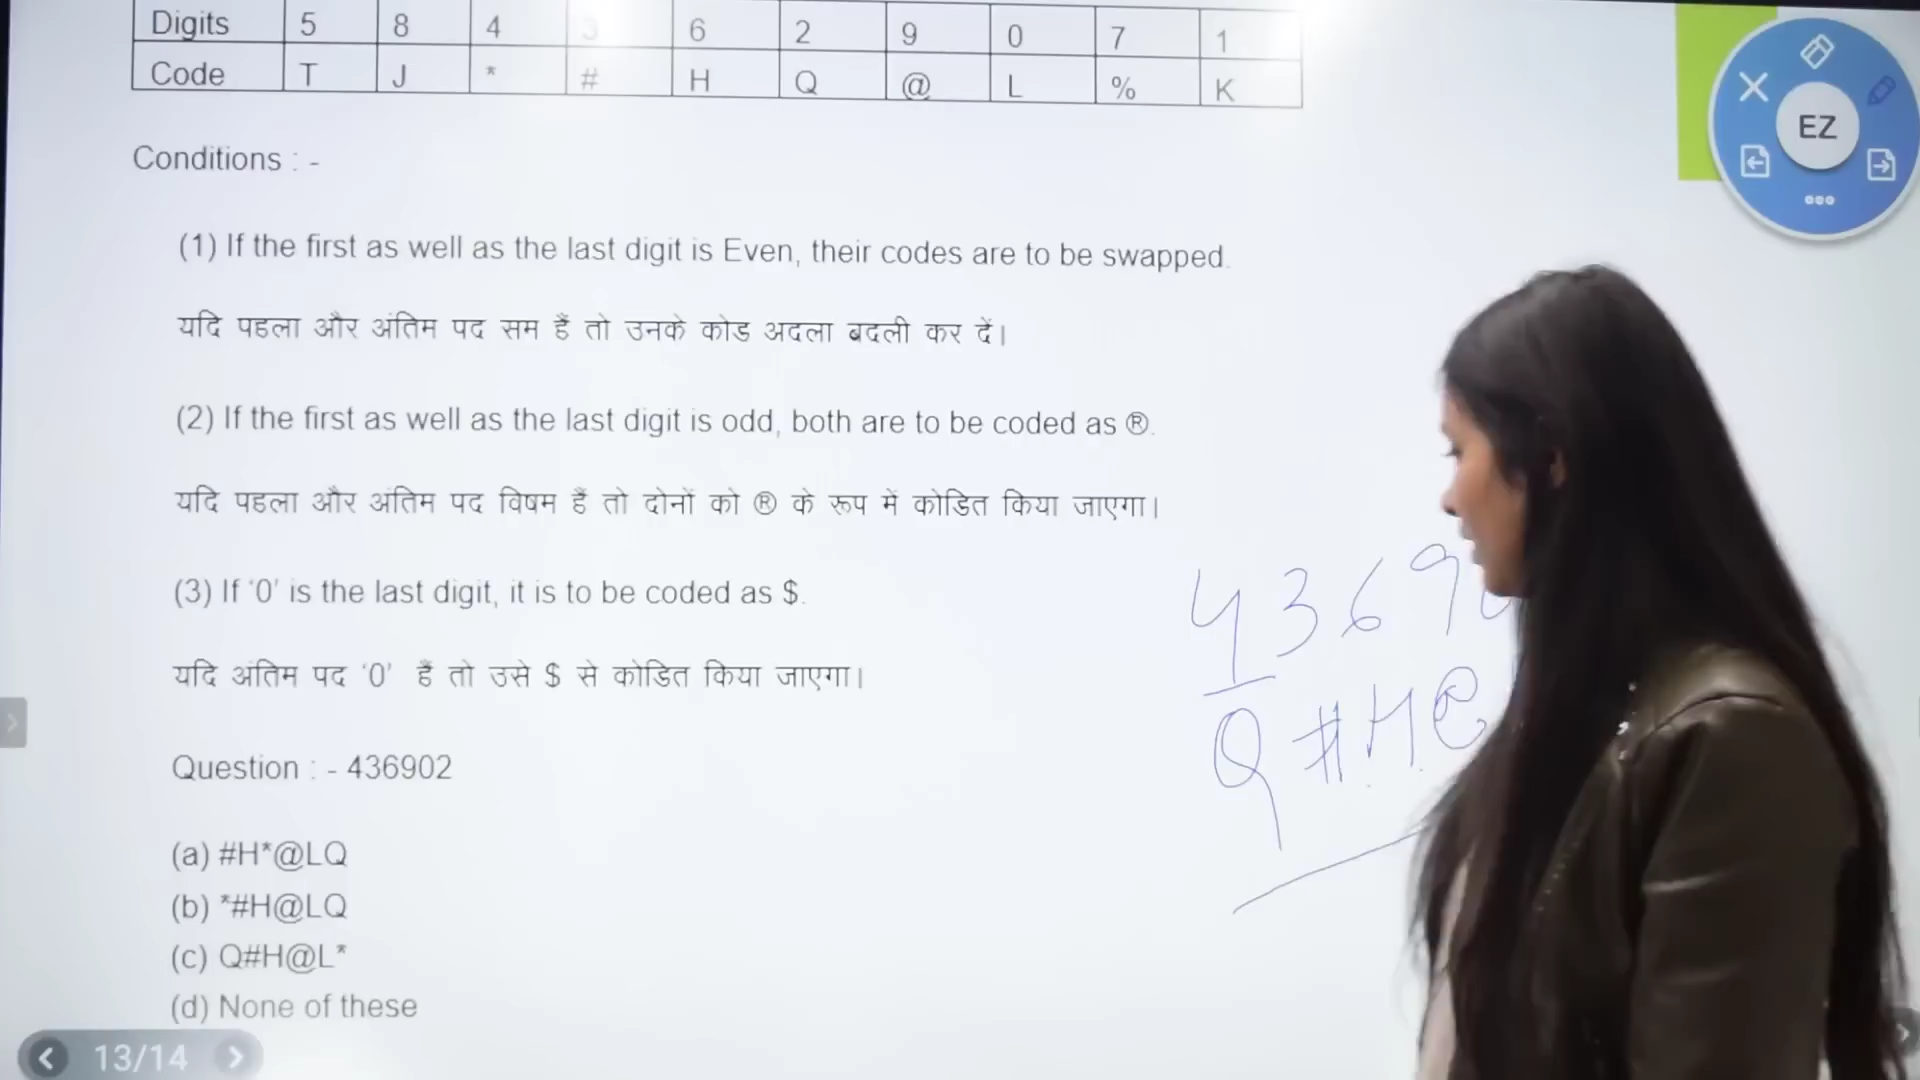 Digits 5 8 4 3 6 2 9 0 7 1
Code T J * # H Q @ L % K
EZ
Conditions : -
(1) If the first as well as the last digit is Even, their codes are to be swapped.
यदि पहला और अंतिम पद सम हैं तो उनके कोड अदला बदली कर दें।
(2) If the first as well as the last digit is odd, both are to be coded as ®.
यदि पहला और अंतिम पद विषम हैं तो दोनों को ® के रूप में कोडित किया जाएगा।
(3) If ‘0’ is the last digit, it is to be coded as $.
यदि अंतिम पद ‘0’ है तो उसे $ से कोडित किया जाएगा।
4369
Q#H@
Question : - 436902
(a) #H*@LQ
(b) *#H@LQ
(c) Q#H@L*
(d) None of these
13/14